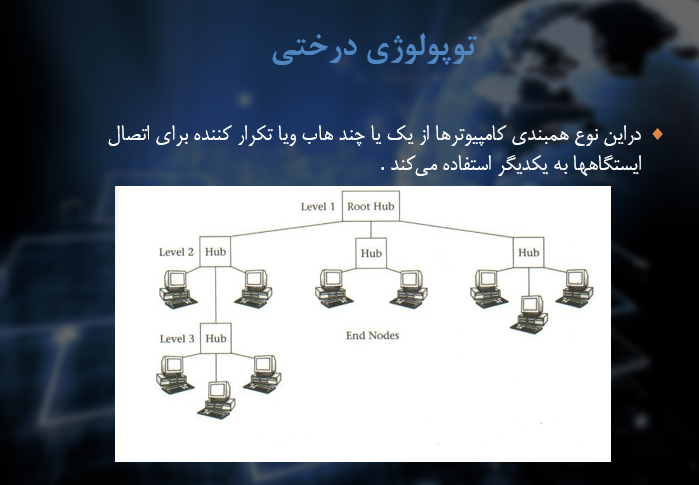 توپولوژی درختی
دراین نوع همبندی کامپیوترها از یک یا چند هاب ویا تکرار کننده برای اتصال
ایستگاهها به یکدیگر استفاده می‌کند .
Level 1 Root Hub
Level 2 Hub Hub Hub
Level 3 Hub End Nodes